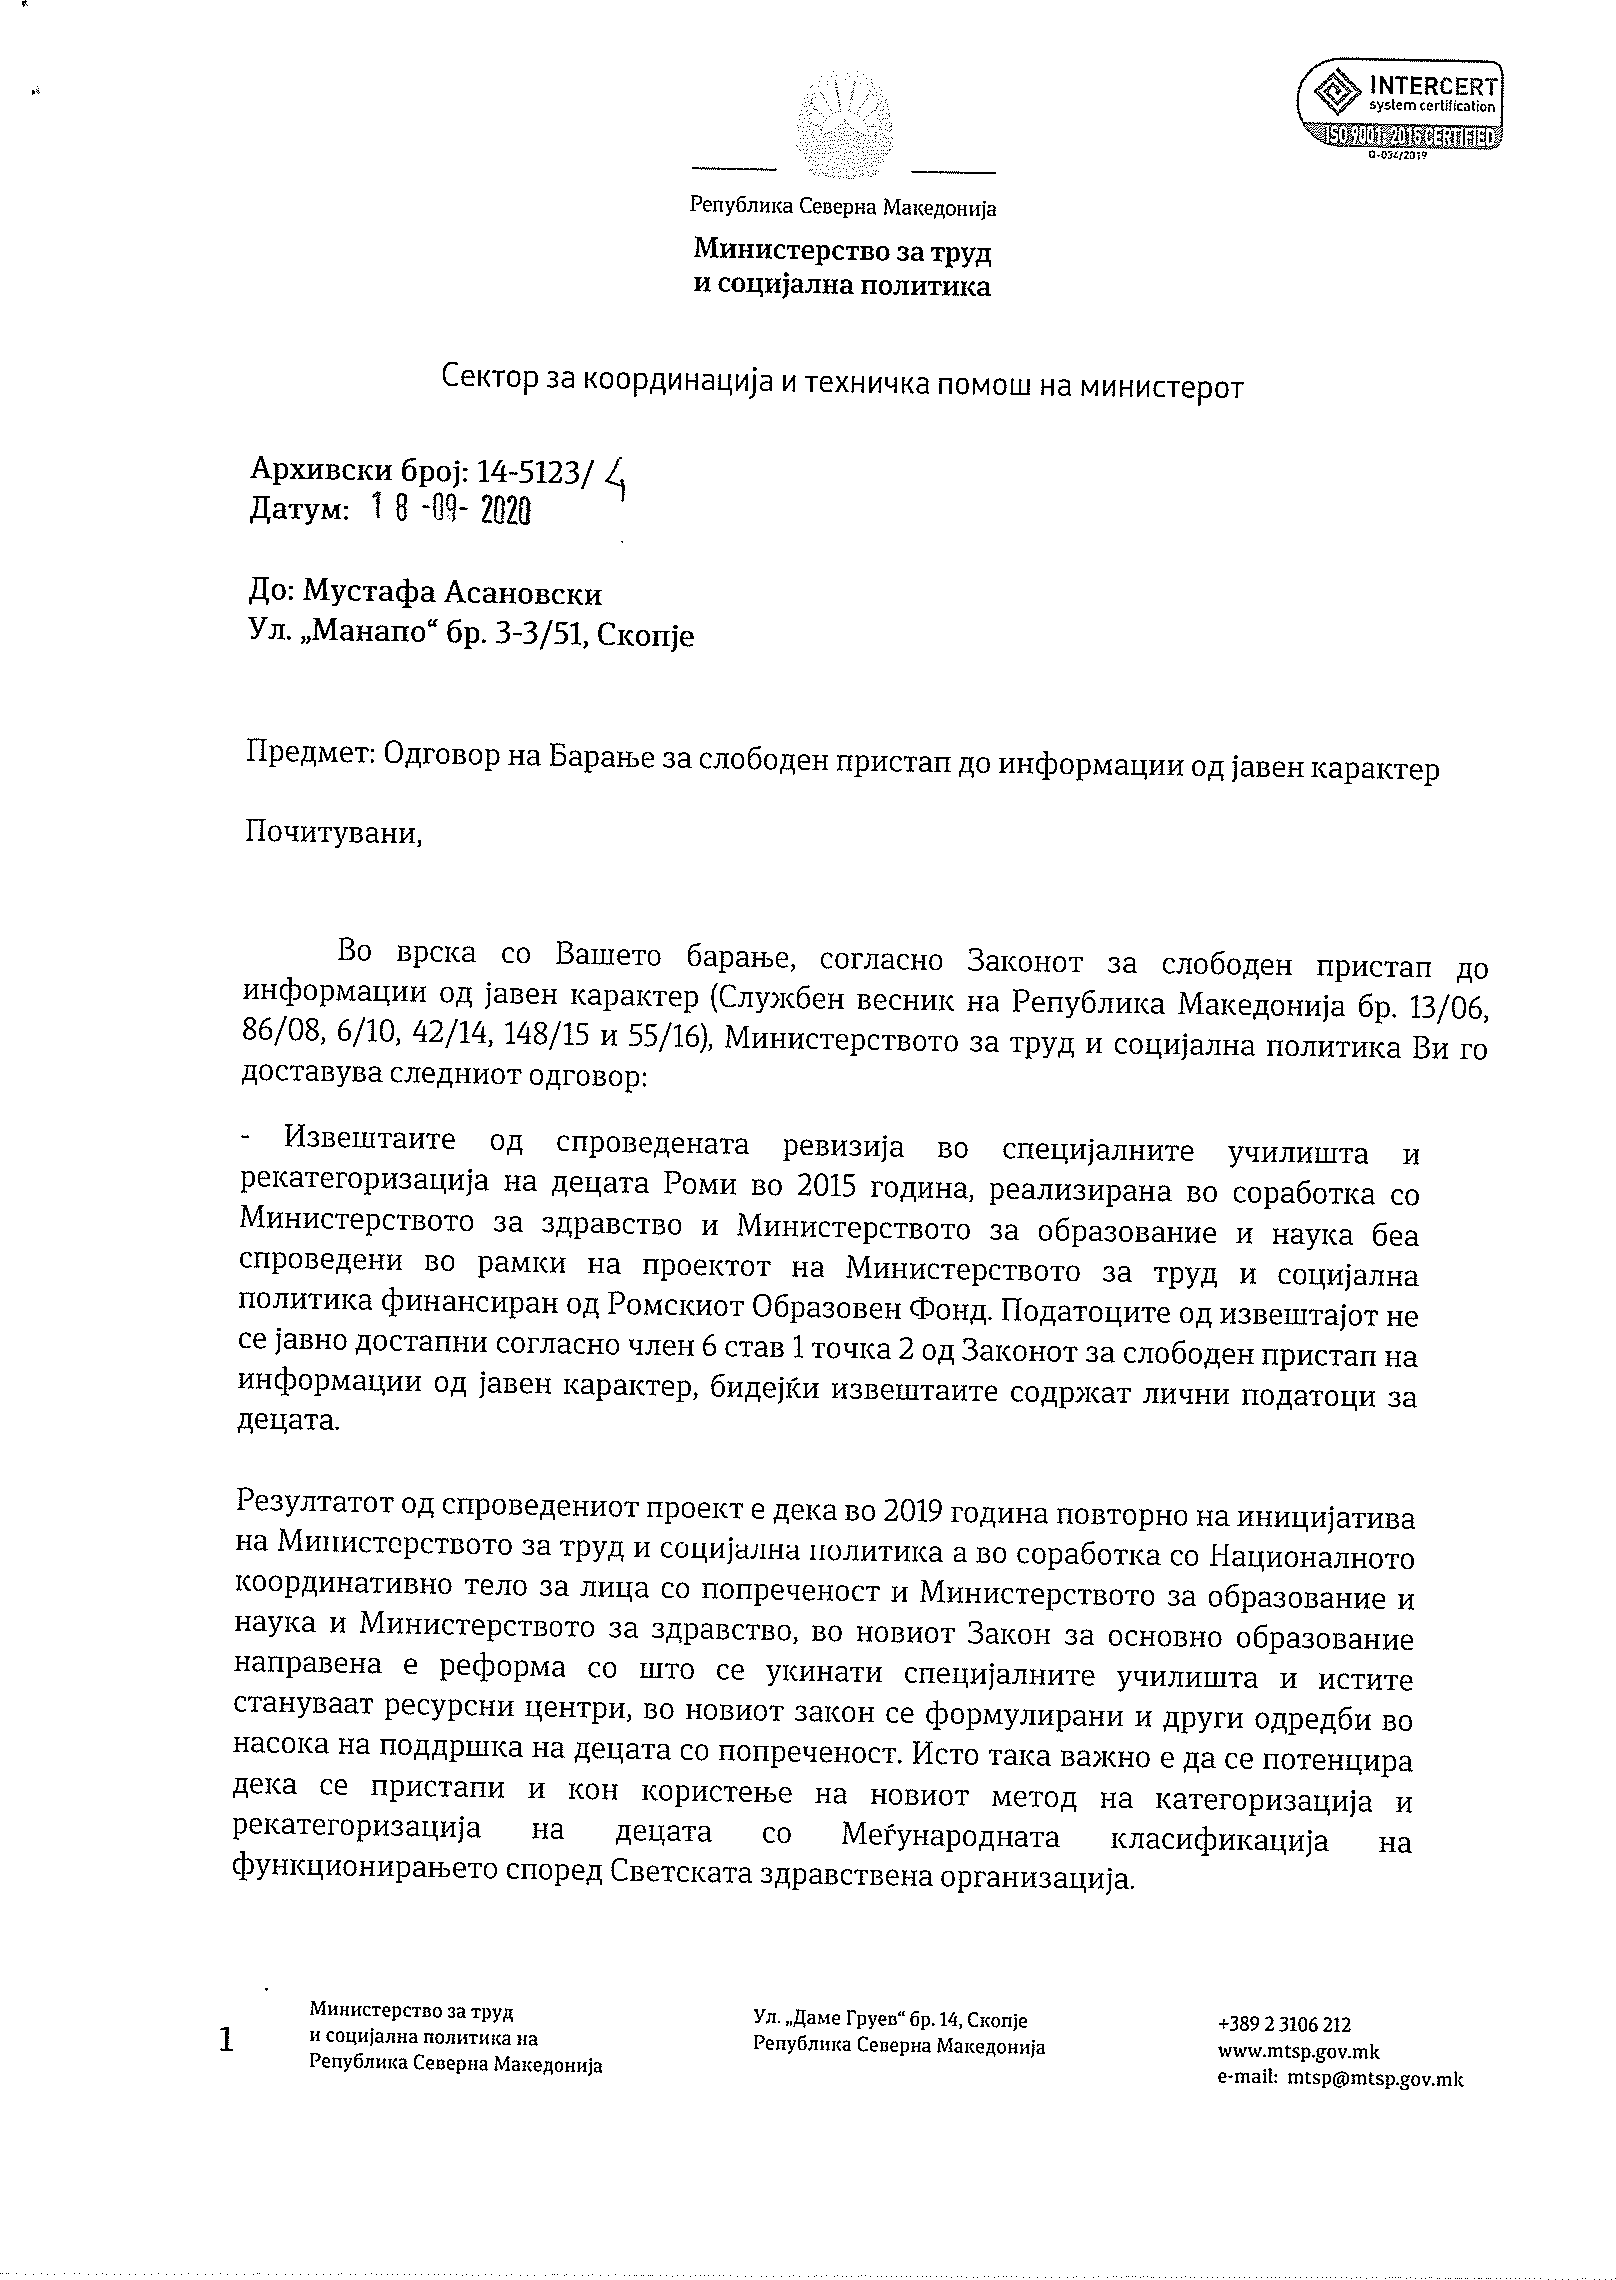 INTERCERT
system certification
ISO 9001:2015 CERTIFIED
Q-034/2019
Република Северна Македонија
Министерство за труд
и социјална политика
Сектор за координација и техничка помош на министерот
Архивски број: 14-5123/ 4
Датум: 18-09-2020
До: Мустафа Асановски
Ул. „Манапо“ бр. 3-3/51, Скопје
Предмет: Одговор на Барање за слободен пристап до информации од јавен карактер
Почитувани,
Во врска со Вашето барање, согласно Законот за слободен пристап до
информации од јавен карактер (Службен весник на Република Македонија бр. 13/06,
86/08, 6/10, 42/14, 148/15 и 55/16), Министерството за труд и социјална политика Ви го
доставува следниот одговор:
- Извештаите од спроведената ревизија во специјалните училишта и
рекатегоризација на децата Роми во 2015 година, реализирана во соработка со
Министерството за здравство и Министерството за образование и наука беа
спроведени во рамки на проектот на Министерството за труд и социјална
политика финансиран од Ромскиот Образовен Фонд. Податоците од извештајот не
се јавно достапни согласно член 6 став 1 точка 2 од Законот за слободен пристап на
информации од јавен карактер, бидејќи извештаите содржат лични податоци за
децата.
Резултатот од спроведениот проект е дека во 2019 година повторно на иницијатива
на Министерството за труд и социјална политика а во соработка со Националното
координативно тело за лица со попреченост и Министерството за образование и
наука и Министерството за здравство, во новиот Закон за основно образование
направена е реформа со што се укинати специјалните училишта и истите
стануваат ресурсни центри, во новиот закон се формулирани и други одредби во
насока на поддршка на децата со попреченост. Исто така важно е да се потенцира
дека се пристапи и кон користење на новиот метод на категоризација и
рекатегоризација на децата со Меѓународната класификација на
функционирањето според Светската здравствена организација.
1
Министерство за труд
и социјална политика на
Република Северна Македонија
Ул. „Даме Груев“ бр. 14, Скопје
Република Северна Македонија
+389 2 3106 212
www.mtsp.gov.mk
e-mail: mtsp@mtsp.gov.mk